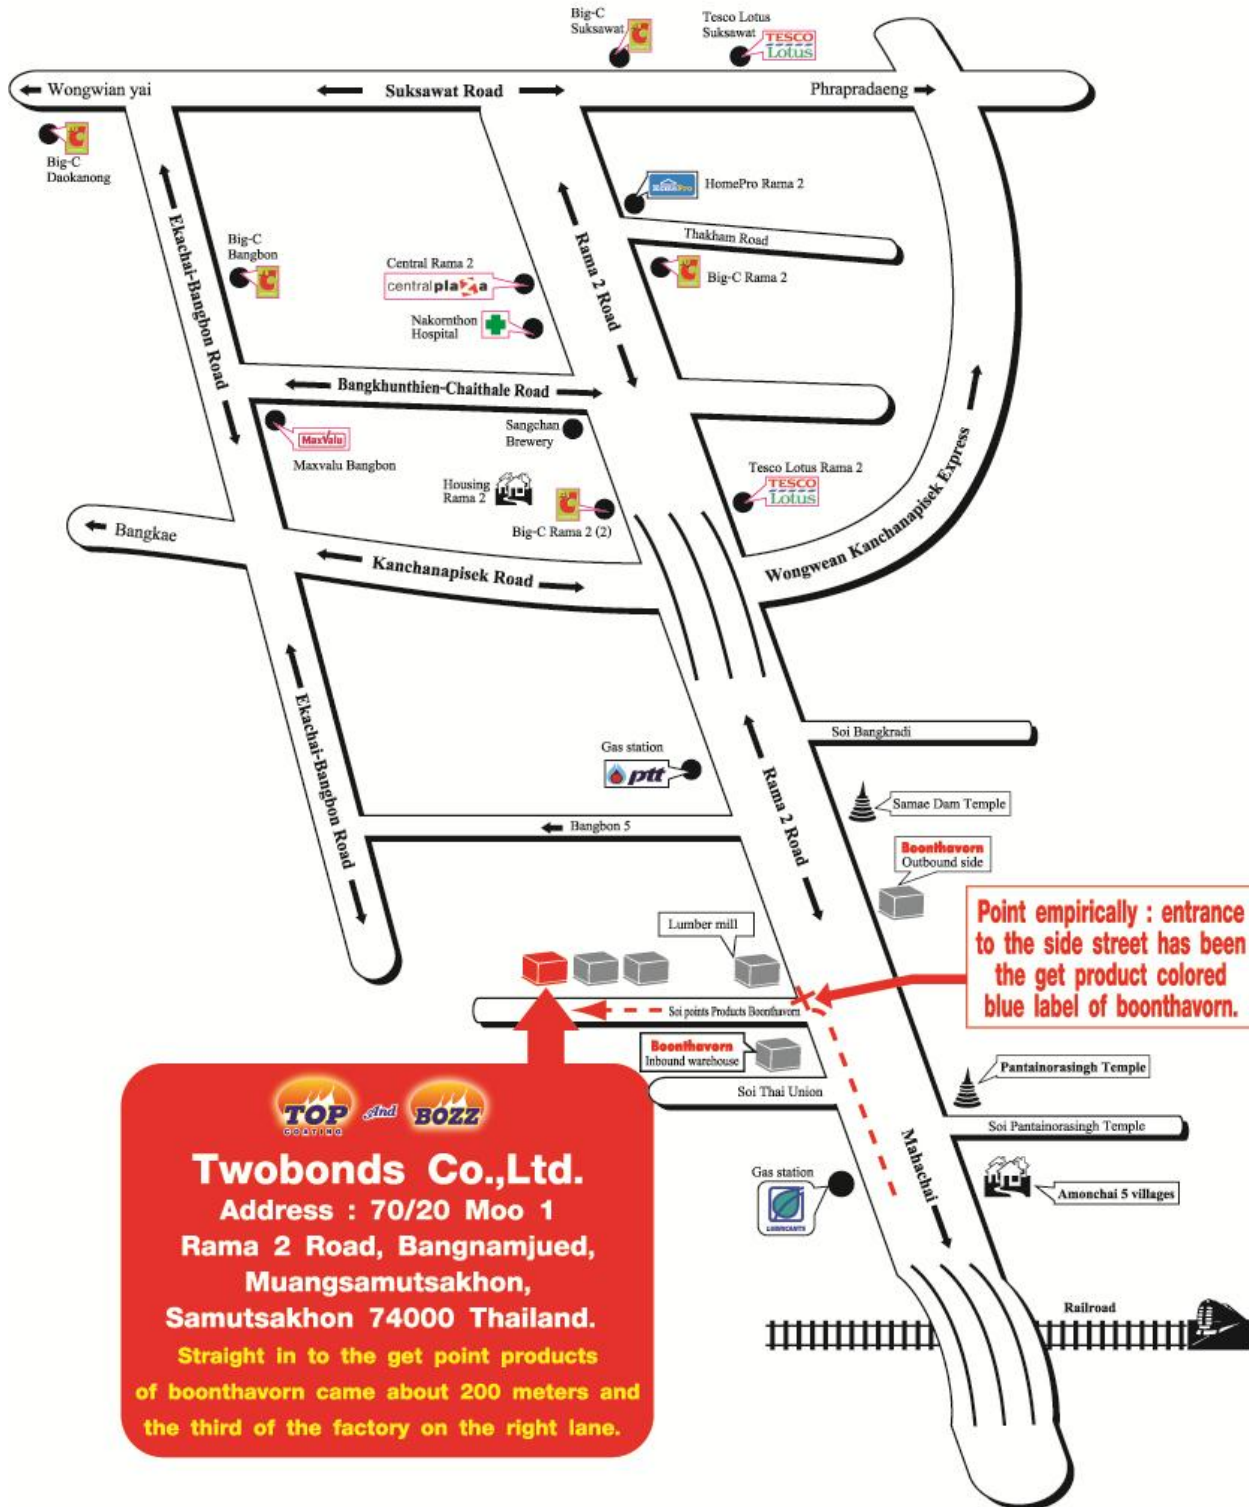 Big-C
Suksawat
Tesco Lotus
Suksawat
TESCO
Lotus
Wongwian yai
Suksawat Road
Phrapradaeng
Big-C
Daokanong
HomePro
HomePro Rama 2
Thakham Road
Ekachai-Bangbon Road
Big-C
Bangbon
Central Rama 2
centralplaza
Rama 2 Road
Big-C Rama 2
Nakornthon
Hospital
Bangkhunthien-Chaithale Road
MaxValu
Maxvalu Bangbon
Sangchan
Brewery
Housing
Rama 2
Big-C Rama 2 (2)
Tesco Lotus Rama 2
TESCO
Lotus
Bangkae
Kanchanapisek Road
Wongwean Kanchanapisek Express
Ekachai-Bangbon Road
Soi Bangkradi
Gas station
ptt
Rama 2 Road
Samae Dam Temple
Bangbon 5
Boonthavorn
Outbound side
Point empirically : entrance
to the side street has been
the get product colored
blue label of boonthavorn.
Lumber mill
Soi points Products Boonthavorn
Boonthavorn
Inbound warehouse
Soi Thai Union
Pantainorasingh Temple
Soi Pantainorasingh Temple
Mahachai
Gas station
LUBRICANTS
Amonchai 5 villages
Railroad
TOP
COATING
And
BOZZ
Twobonds Co.,Ltd.
Address : 70/20 Moo 1
Rama 2 Road, Bangnamjued,
Muangsamutsakhon,
Samutsakhon 74000 Thailand.
Straight in to the get point products
of boonthavorn came about 200 meters and
the third of the factory on the right lane.